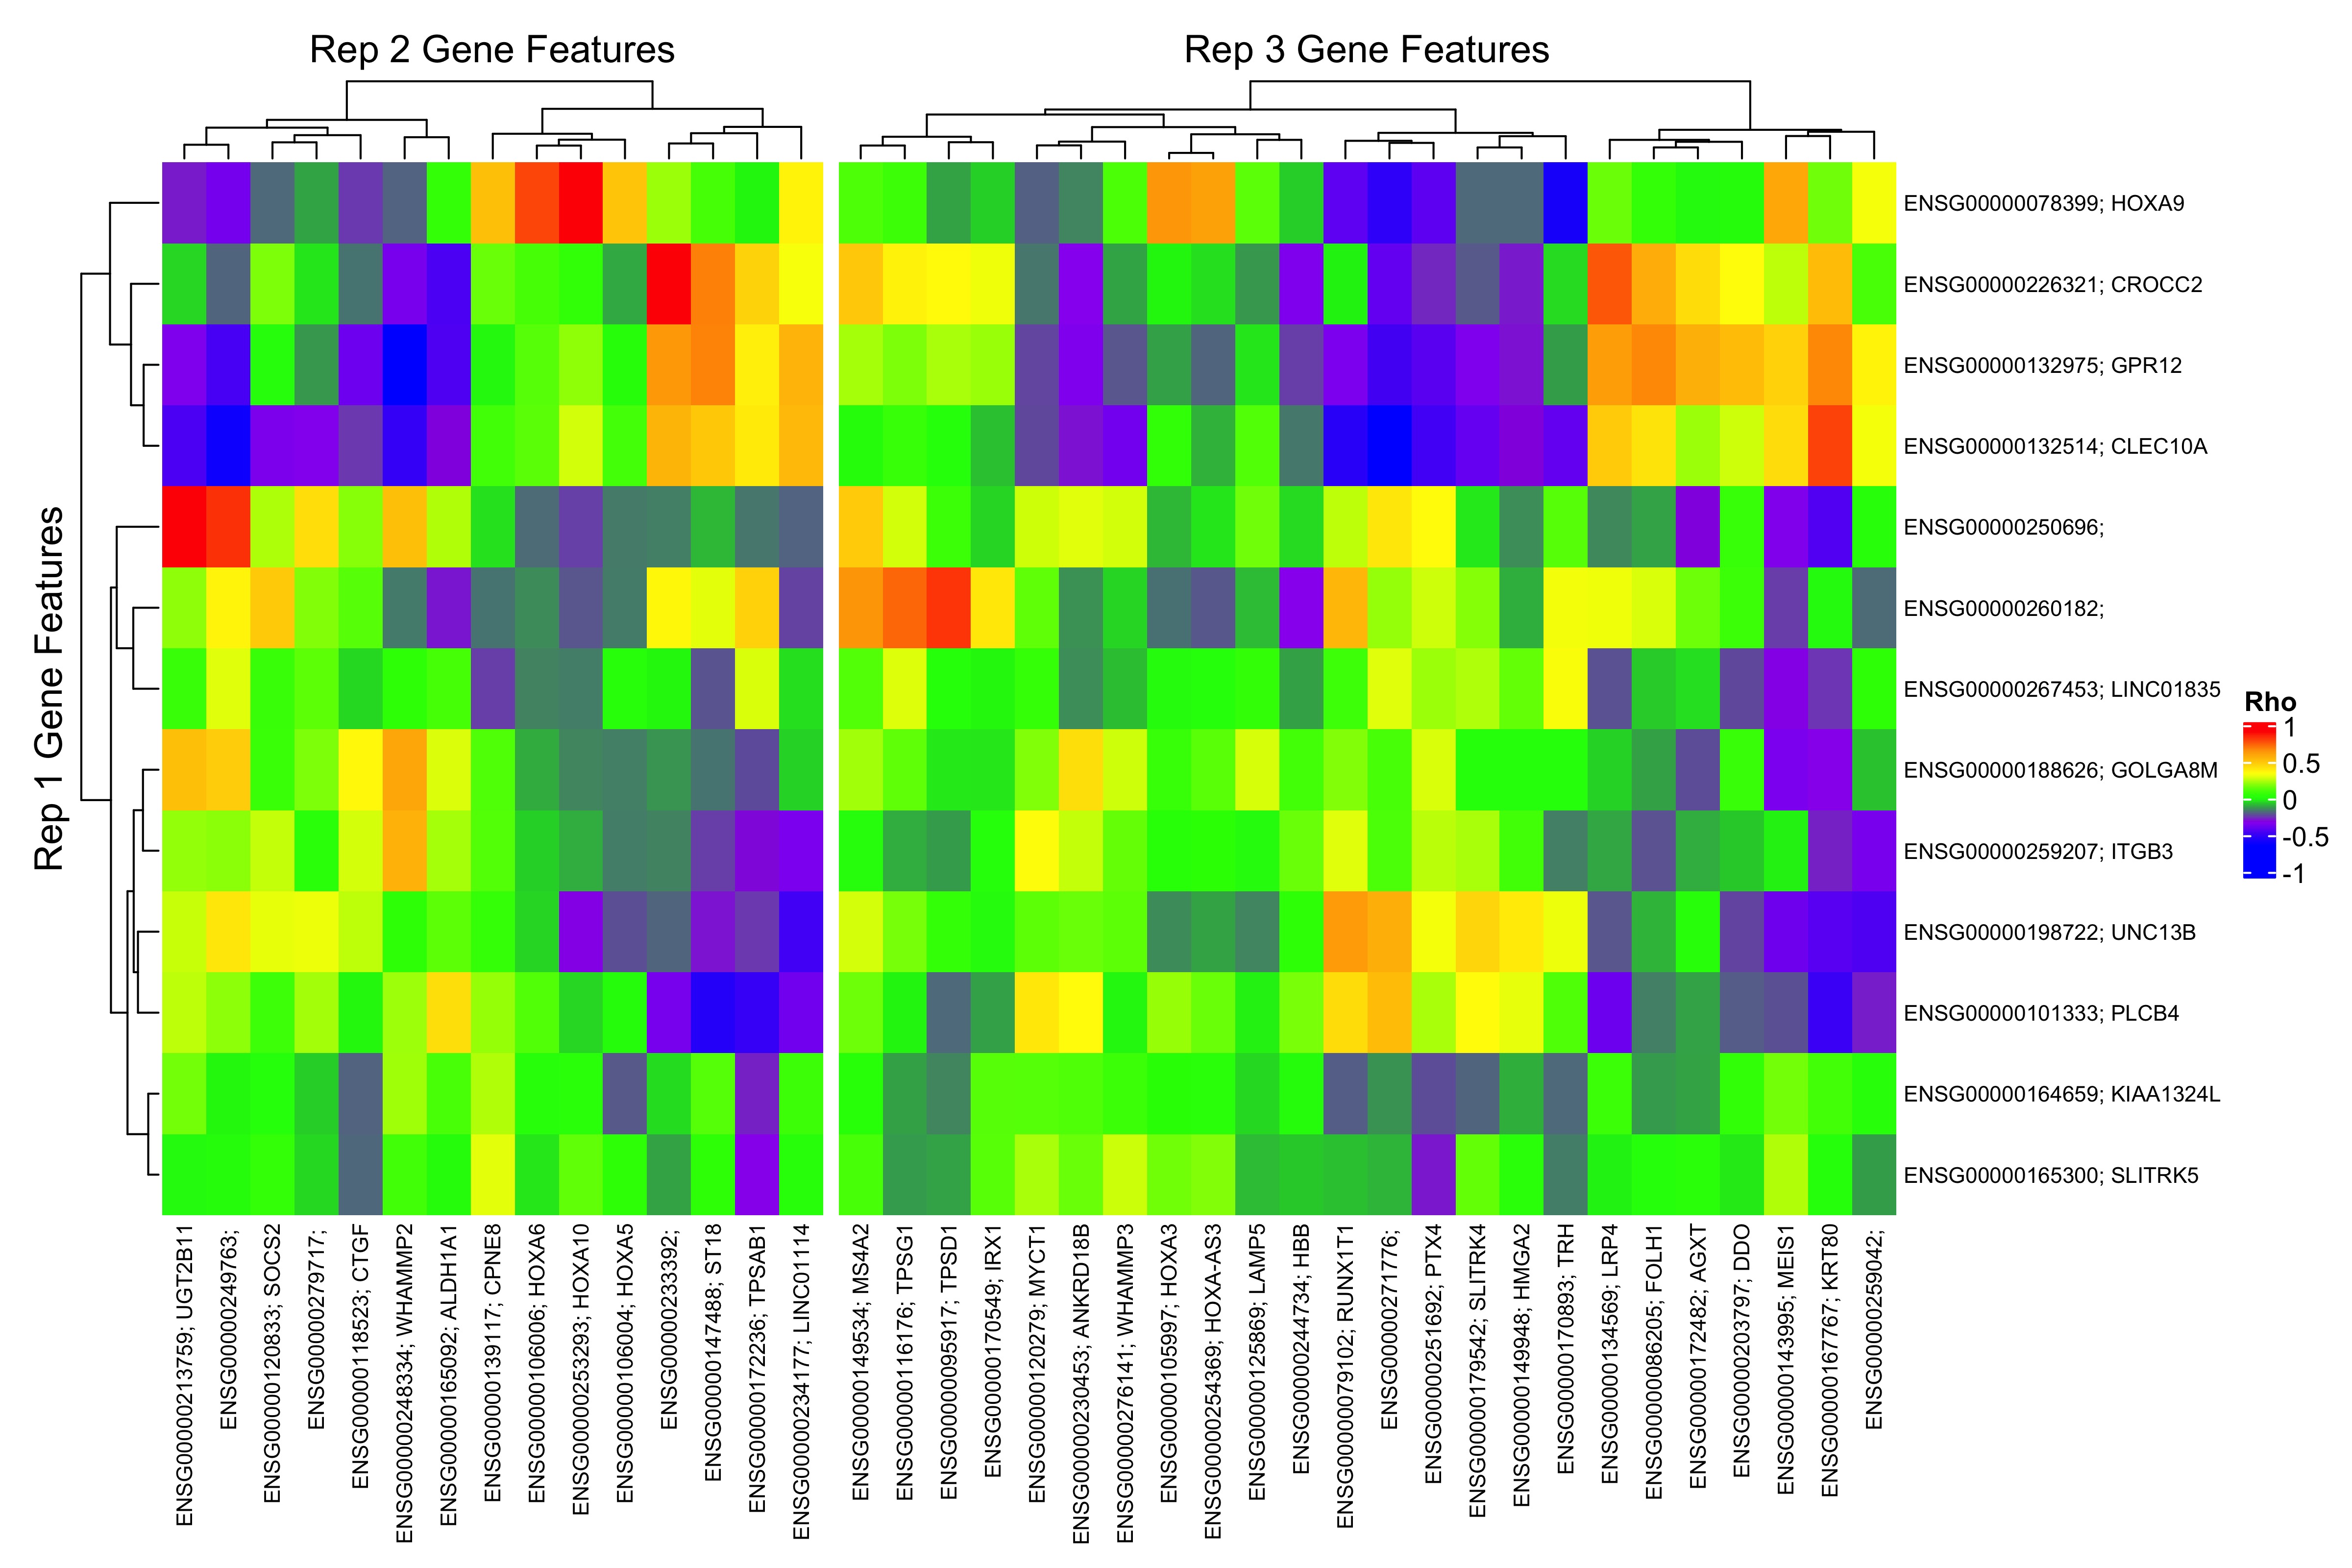 Rep 2 Gene Features
Rep 3 Gene Features
Rep 1 Gene Features
ENSG00000078399; HOXA9
ENSG00000226321; CROCC2
ENSG00000132975; GPR12
ENSG00000132514; CLEC10A
ENSG00000250696;
ENSG00000260182;
ENSG00000267453; LINC01835
ENSG00000188626; GOLGA8M
ENSG00000259207; ITGB3
ENSG00000198722; UNC13B
ENSG00000101333; PLCB4
ENSG00000164659; KIAA1324L
ENSG00000165300; SLITRK5
Rho
1
0.5
0
-0.5
-1
ENSG00000213759; UGT2B11
ENSG00000249763;
ENSG00000120833; SOCS2
ENSG00000279717;
ENSG00000118523; CTGF
ENSG00000248334; WHAMMP2
ENSG00000165092; ALDH1A1
ENSG00000139117; CPNE8
ENSG00000106006; HOXA6
ENSG00000253293; HOXA10
ENSG00000106004; HOXA5
ENSG00000233392;
ENSG00000147488; ST18
ENSG00000172236; TPSAB1
ENSG00000234177; LINC01114
ENSG00000149534; MS4A2
ENSG00000116176; TPSG1
ENSG00000095917; TPSD1
ENSG00000170549; IRX1
ENSG00000120279; MYCT1
ENSG00000230453; ANKRD18B
ENSG00000276141; WHAMMP3
ENSG00000105997; HOXA3
ENSG00000254369; HOXA-AS3
ENSG00000125869; LAMP5
ENSG00000244734; HBB
ENSG00000079102; RUNX1T1
ENSG00000271776;
ENSG00000251692; PTX4
ENSG00000179542; SLITRK4
ENSG00000149948; HMGA2
ENSG00000170893; TRH
ENSG00000134569; LRP4
ENSG00000086205; FOLH1
ENSG00000172482; AGXT
ENSG00000203797; DDO
ENSG00000143995; MEIS1
ENSG00000167767; KRT80
ENSG00000259042;